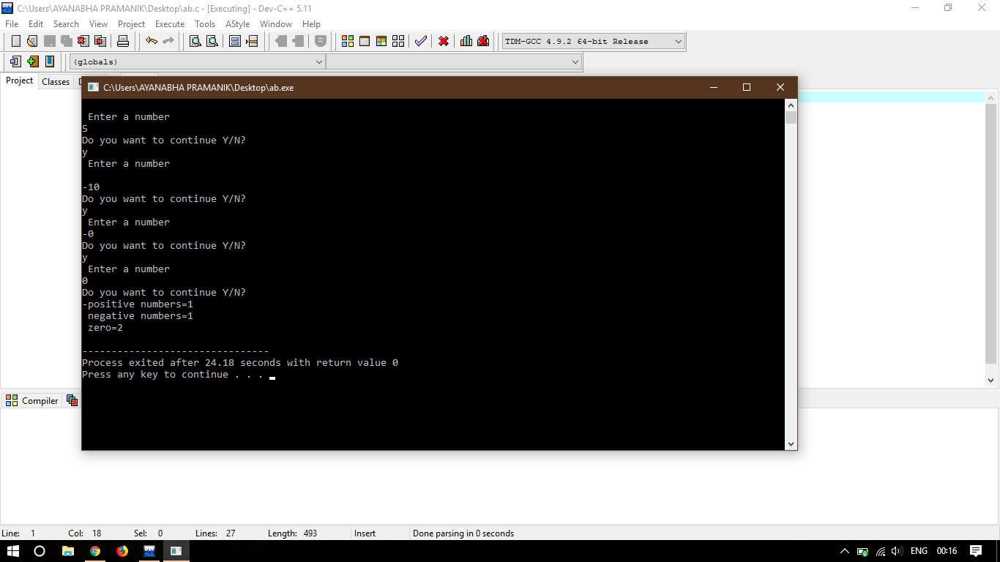 C:\Users\AYANABHA PRAMANIK\Desktop\ab.c - [Executing] - Dev-C++ 5.11
File Edit Search View Project Execute Tools AStyle Window Help
TDM-GCC 4.9.2 64-bit Release
(globals)
Project Classes
C:\Users\AYANABHA PRAMANIK\Desktop\ab.exe
Enter a number
5
Do you want to continue Y/N?
y
Enter a number
-10
Do you want to continue Y/N?
y
Enter a number
-0
Do you want to continue Y/N?
y
Enter a number
0
Do you want to continue Y/N?
-positive numbers=1
negative numbers=1
zero=2
--------------------------------
Process exited after 24.18 seconds with return value 0
Press any key to continue . . .
Compiler
Line: 1 Col: 18 Sel: 0 Lines: 27 Length: 493 Insert Done parsing in 0 seconds
ENG 00:16